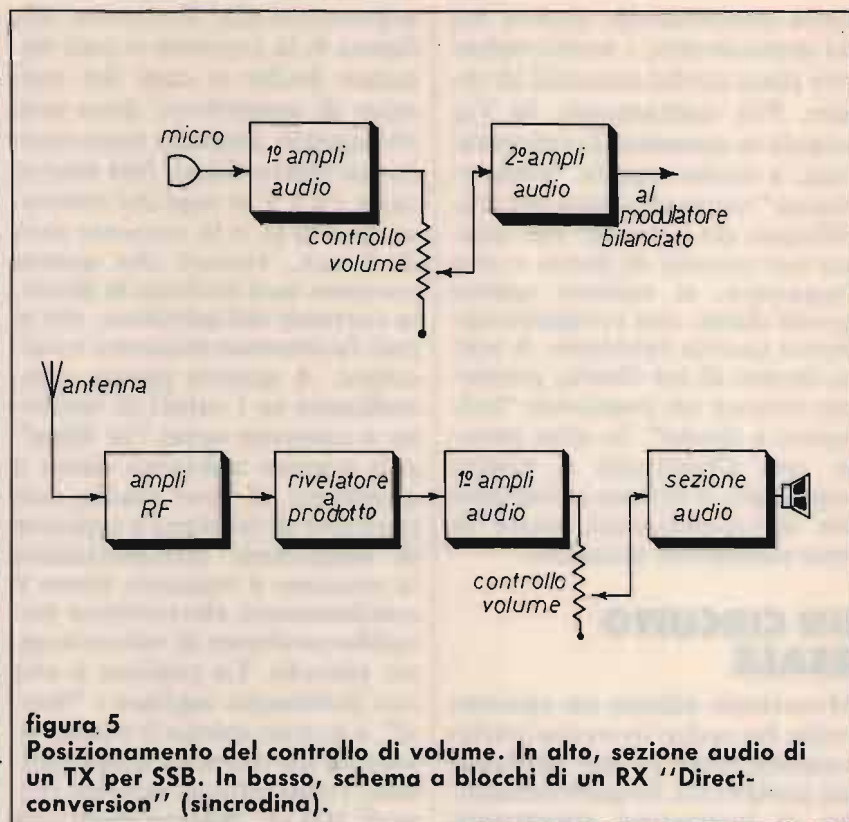 micro
1º ampli
audio
controllo
volume
2º ampli
audio
al
modulatore
bilanciato
antenna
ampli
RF
rivelatore
a
prodotto
1º ampli
audio
controllo
volume
sezione
audio
figura 5
Posizionamento del controllo di volume. In alto, sezione audio di
un TX per SSB. In basso, schema a blocchi di un RX "Direct-
conversion" (sincrodina).